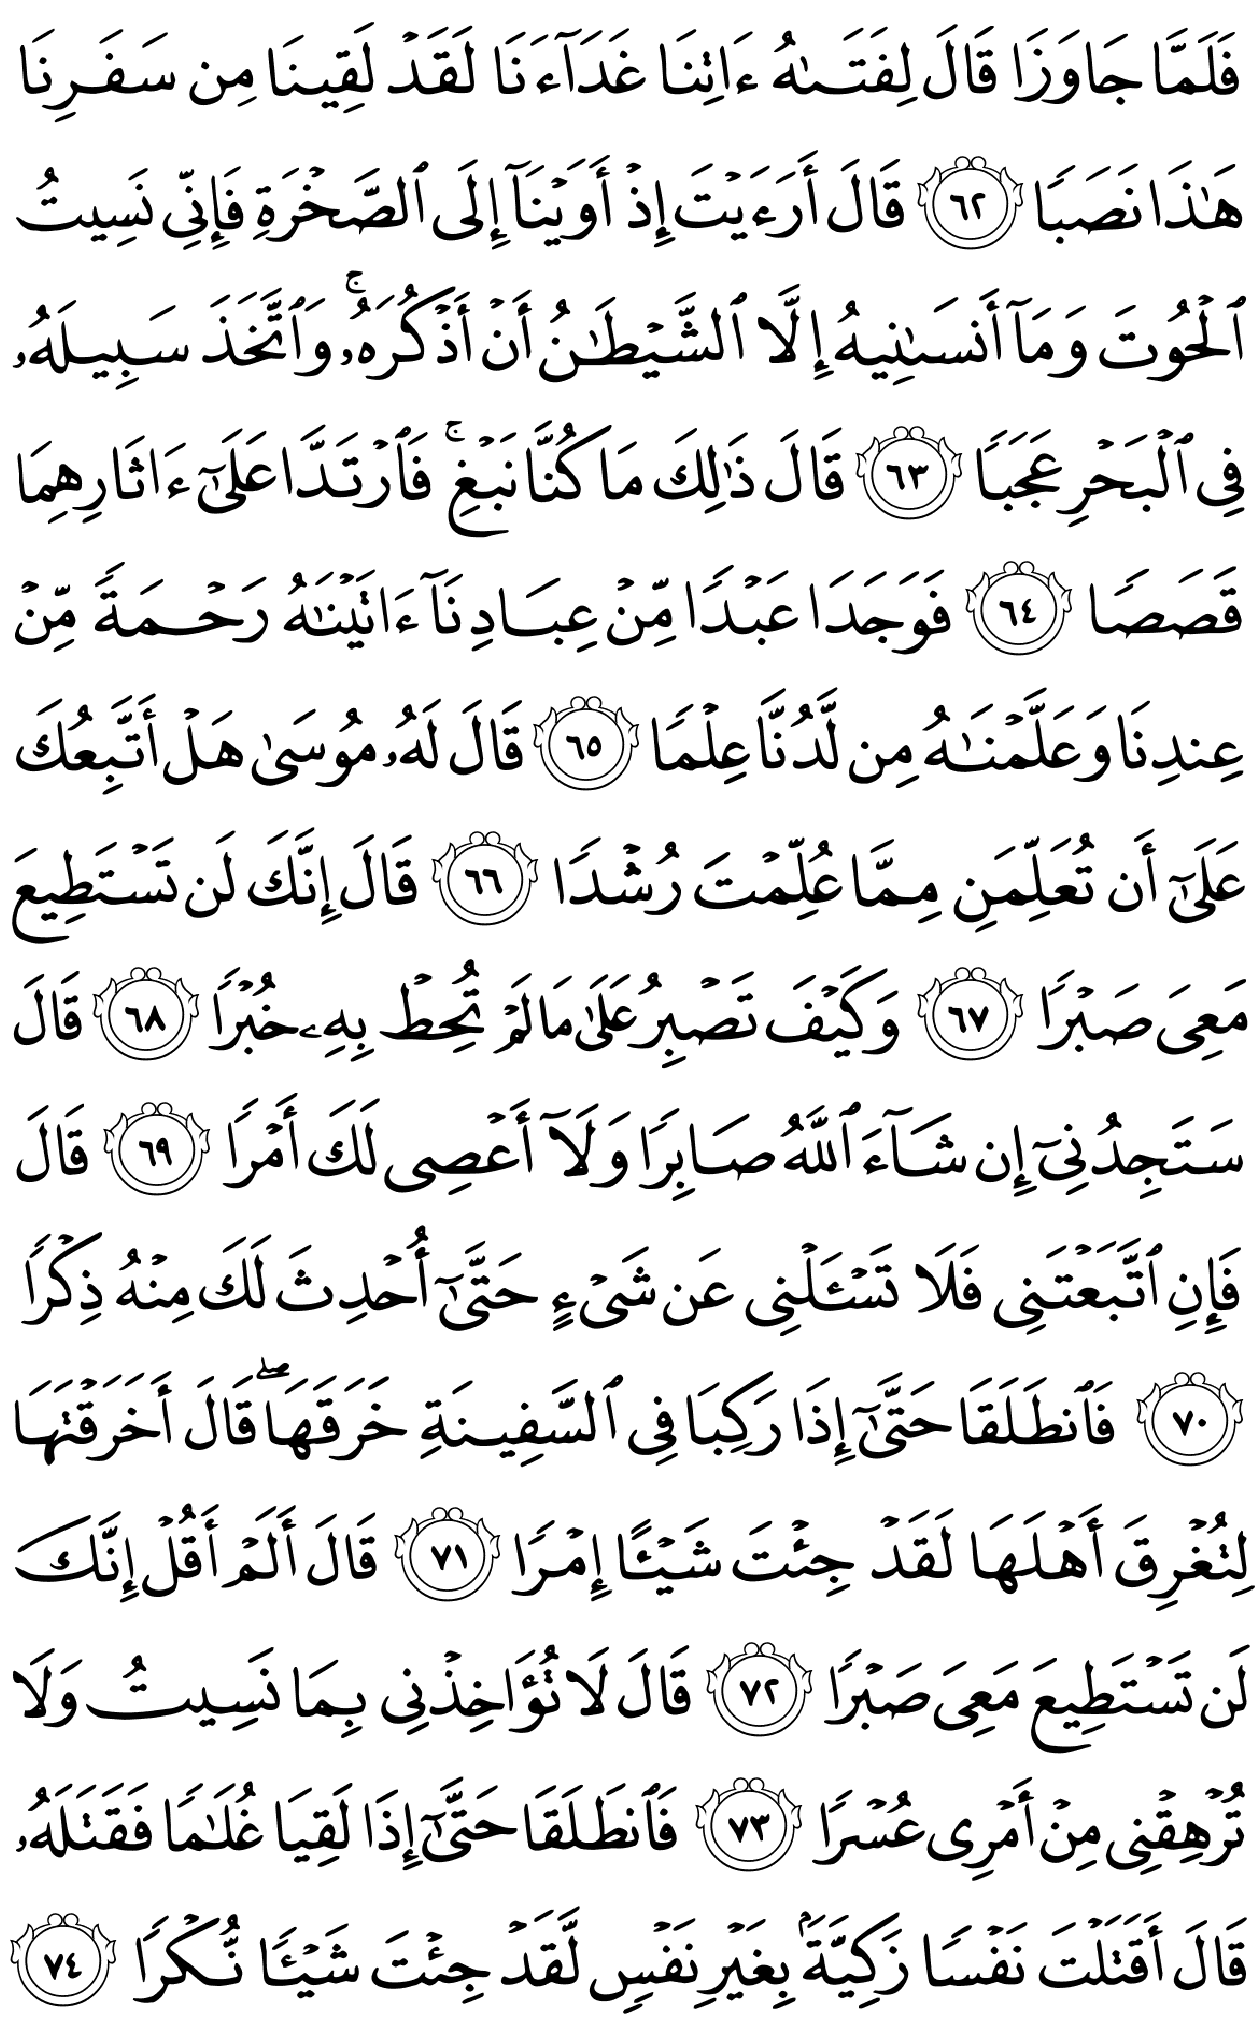 فَلَمَّا جَاوَزَا قَالَ لِفَتَىٰهُ ءَاتِنَا غَدَآءَنَا لَقَدْ لَقِينَا مِن سَفَرِنَا
هَٰذَا نَصَبًا ٦٢ قَالَ أَرَءَيْتَ إِذْ أَوَيْنَآ إِلَى ٱلصَّخْرَةِ فَإِنِّى نَسِيتُ
ٱلْحُوتَ وَمَآ أَنسَىٰنِيهُ إِلَّا ٱلشَّيْطَٰنُ أَنْ أَذْكُرَهُۥ ۚ وَٱتَّخَذَ سَبِيلَهُۥ
فِى ٱلْبَحْرِ عَجَبًا ٦٣ قَالَ ذَٰلِكَ مَا كُنَّا نَبْغِ ۚ فَٱرْتَدَّا عَلَىٰٓ ءَاثَارِهِمَا
قَصَصًا ٦٤ فَوَجَدَا عَبْدًا مِّنْ عِبَادِنَآ ءَاتَيْنَٰهُ رَحْمَةً مِّنْ
عِندِنَا وَعَلَّمْنَٰهُ مِن لَّدُنَّا عِلْمًا ٦٥ قَالَ لَهُۥ مُوسَىٰ هَلْ أَتَّبِعُكَ
عَلَىٰٓ أَن تُعَلِّمَنِ مِمَّا عُلِّمْتَ رُشْدًا ٦٦ قَالَ إِنَّكَ لَن تَسْتَطِيعَ
مَعِىَ صَبْرًا ٦٧ وَكَيْفَ تَصْبِرُ عَلَىٰ مَا لَمْ تُحِطْ بِهِۦ خُبْرًا ٦٨ قَالَ
سَتَجِدُنِىٓ إِن شَآءَ ٱللَّهُ صَابِرًا وَلَآ أَعْصِى لَكَ أَمْرًا ٦٩ قَالَ
فَإِنِ ٱتَّبَعْتَنِى فَلَا تَسْـَٔلْنِى عَن شَىْءٍ حَتَّىٰٓ أُحْدِثَ لَكَ مِنْهُ ذِكْرًا
٧٠ فَٱنطَلَقَا حَتَّىٰٓ إِذَا رَكِبَا فِى ٱلسَّفِينَةِ خَرَقَهَا ۖ قَالَ أَخَرَقْتَهَا
لِتُغْرِقَ أَهْلَهَا لَقَدْ جِئْتَ شَيْـًٔا إِمْرًا ٧١ قَالَ أَلَمْ أَقُلْ إِنَّكَ
لَن تَسْتَطِيعَ مَعِىَ صَبْرًا ٧٢ قَالَ لَا تُؤَاخِذْنِى بِمَا نَسِيتُ وَلَا
تُرْهِقْنِى مِنْ أَمْرِى عُسْرًا ٧٣ فَٱنطَلَقَا حَتَّىٰٓ إِذَا لَقِيَا غُلَٰمًا فَقَتَلَهُۥ
قَالَ أَقَتَلْتَ نَفْسًا زَكِيَّةًۢ بِغَيْرِ نَفْسٍ لَّقَدْ جِئْتَ شَيْـًٔا نُّكْرًا ٧٤